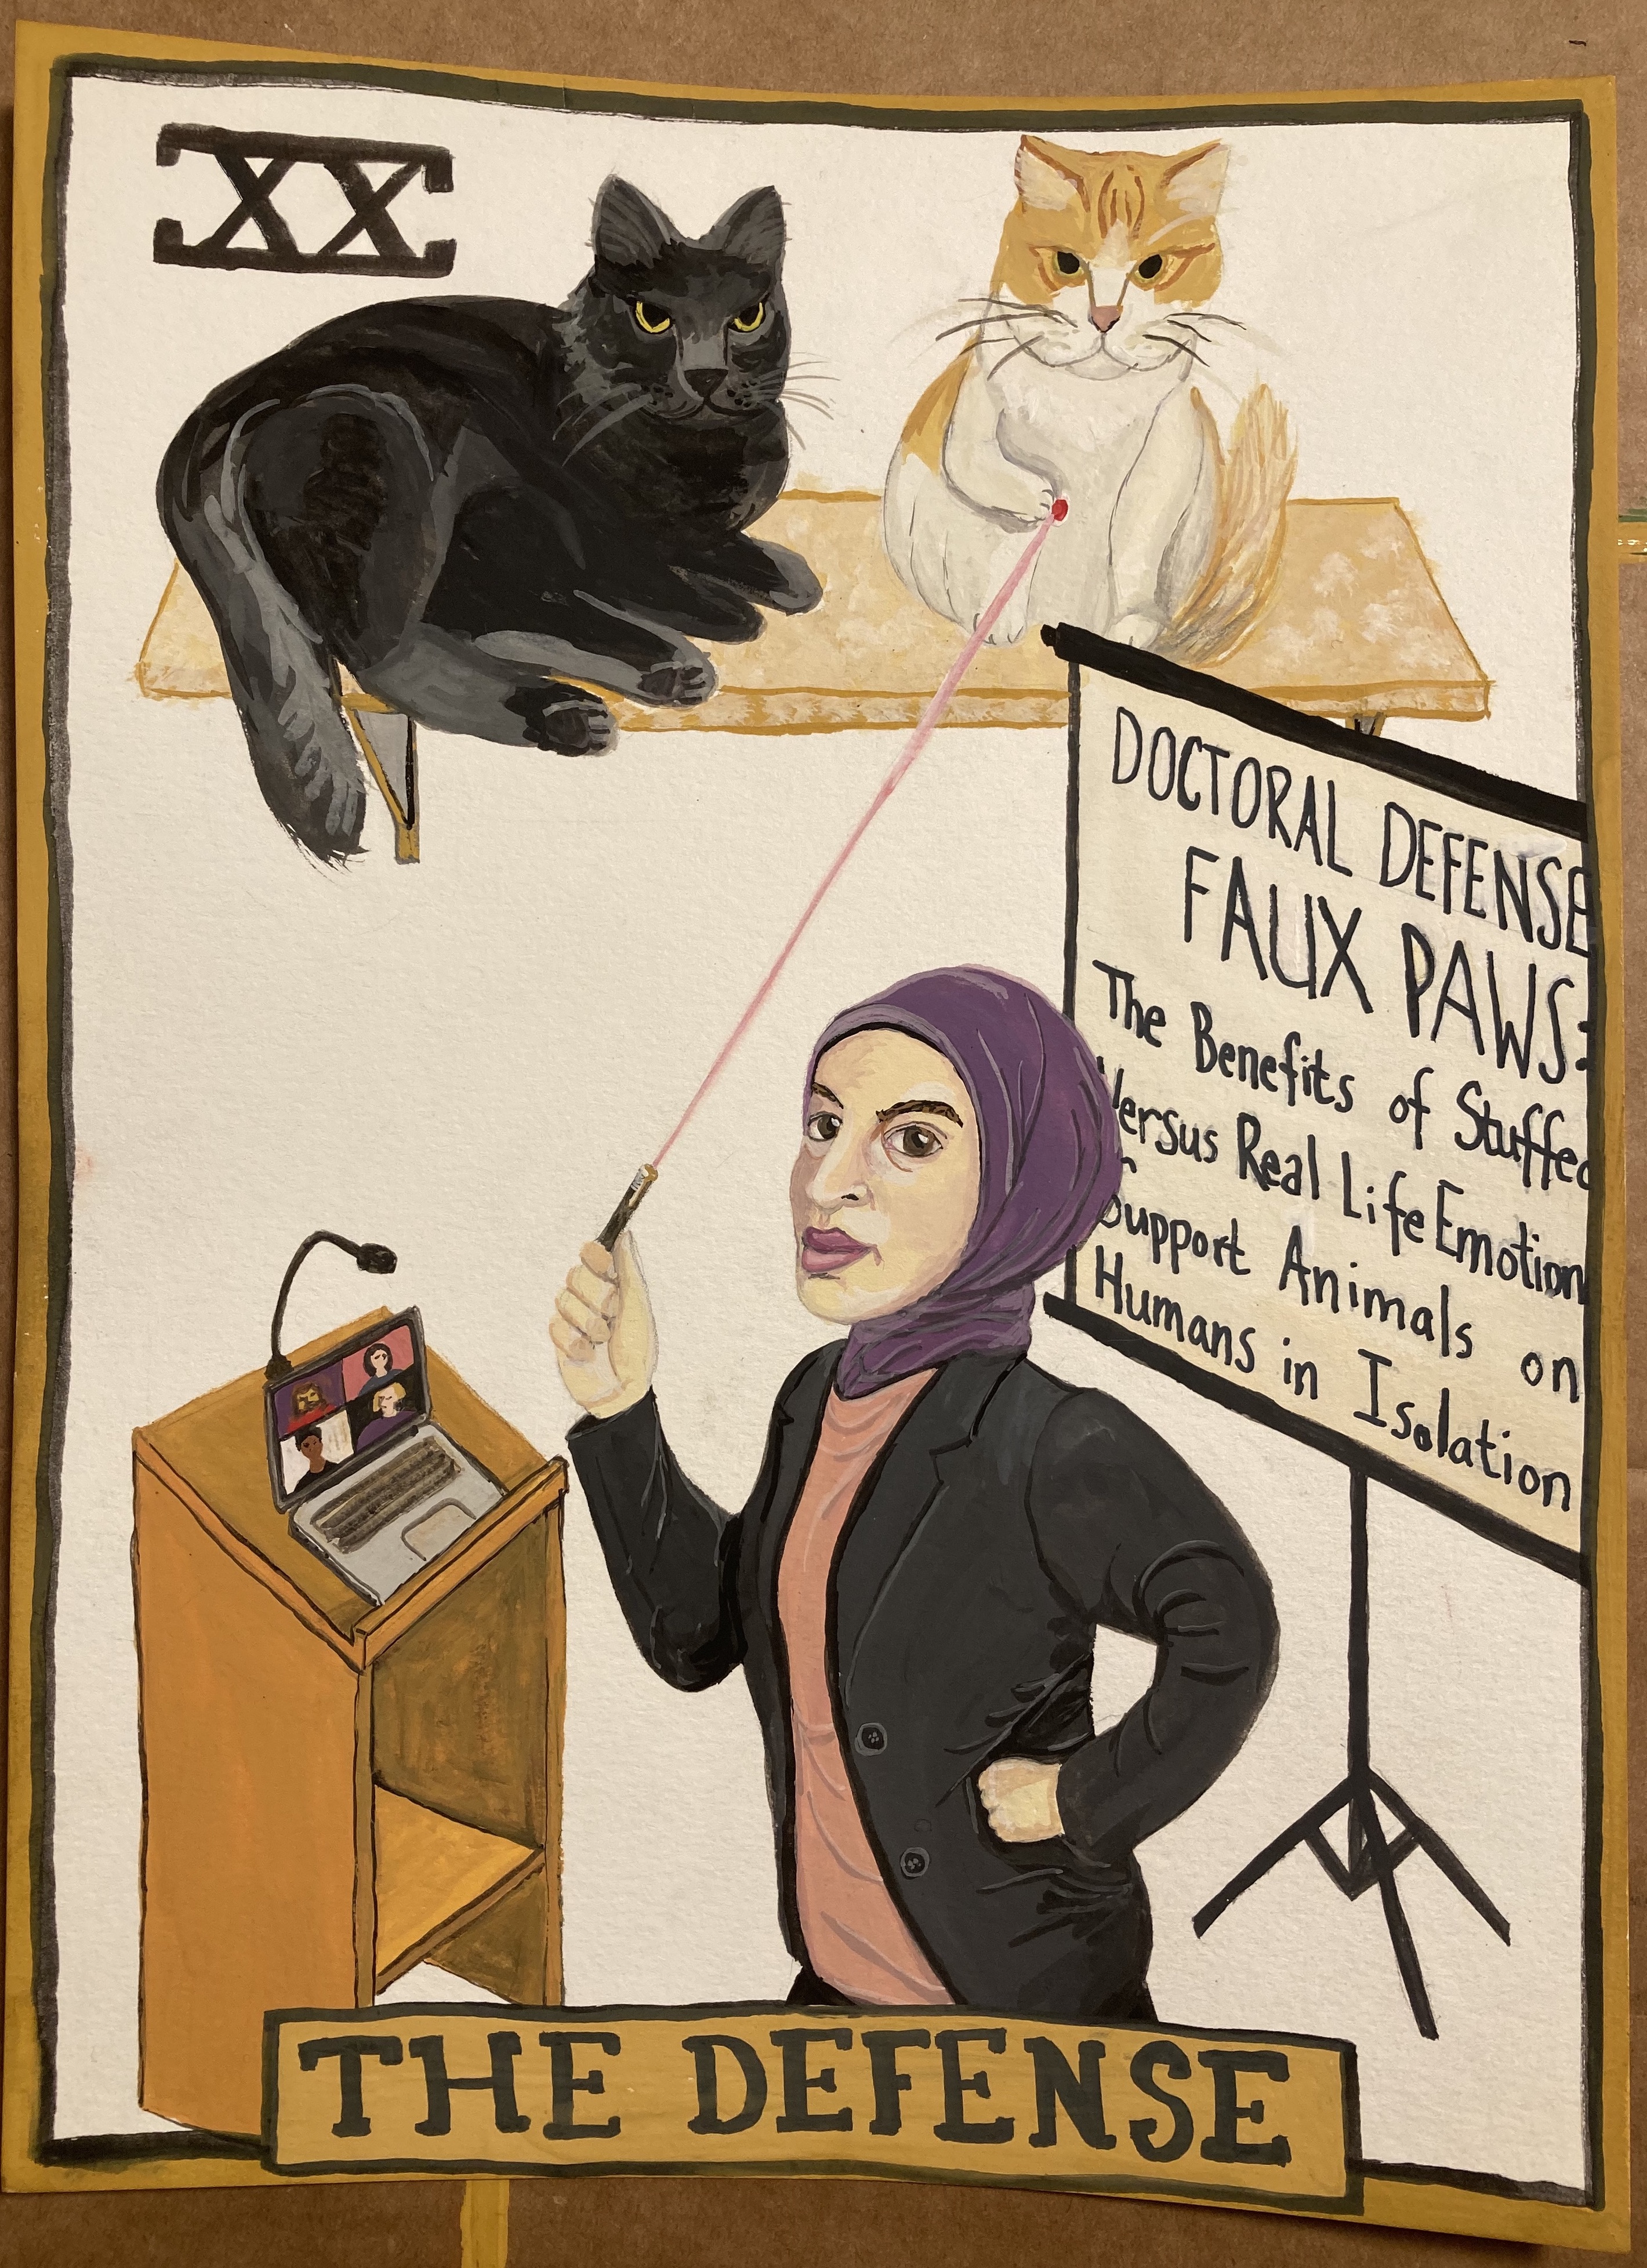 XX
DOCTORAL DEFENSE
FAUX PAWS:
The Benefits of Stuffed
Versus Real Life Emotion
Support Animals on
Humans in Isolation
THE DEFENSE